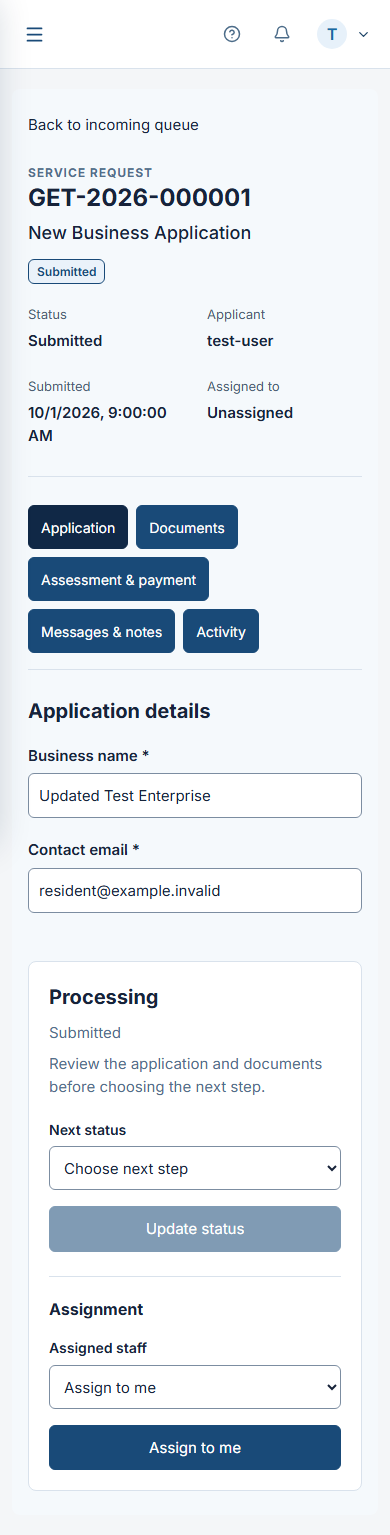 T
Back to incoming queue
SERVICE REQUEST
GET-2026-000001
New Business Application
Submitted
Status
Applicant
Submitted
test-user
Submitted
Assigned to
10/1/2026, 9:00:00
AM
Unassigned
Application
Documents
Assessment & payment
Messages & notes
Activity
Application details
Business name *
Updated Test Enterprise
Contact email *
resident@example.invalid
Processing
Submitted
Review the application and documents
before choosing the next step.
Next status
Choose next step
Update status
Assignment
Assigned staff
Assign to me
Assign to me